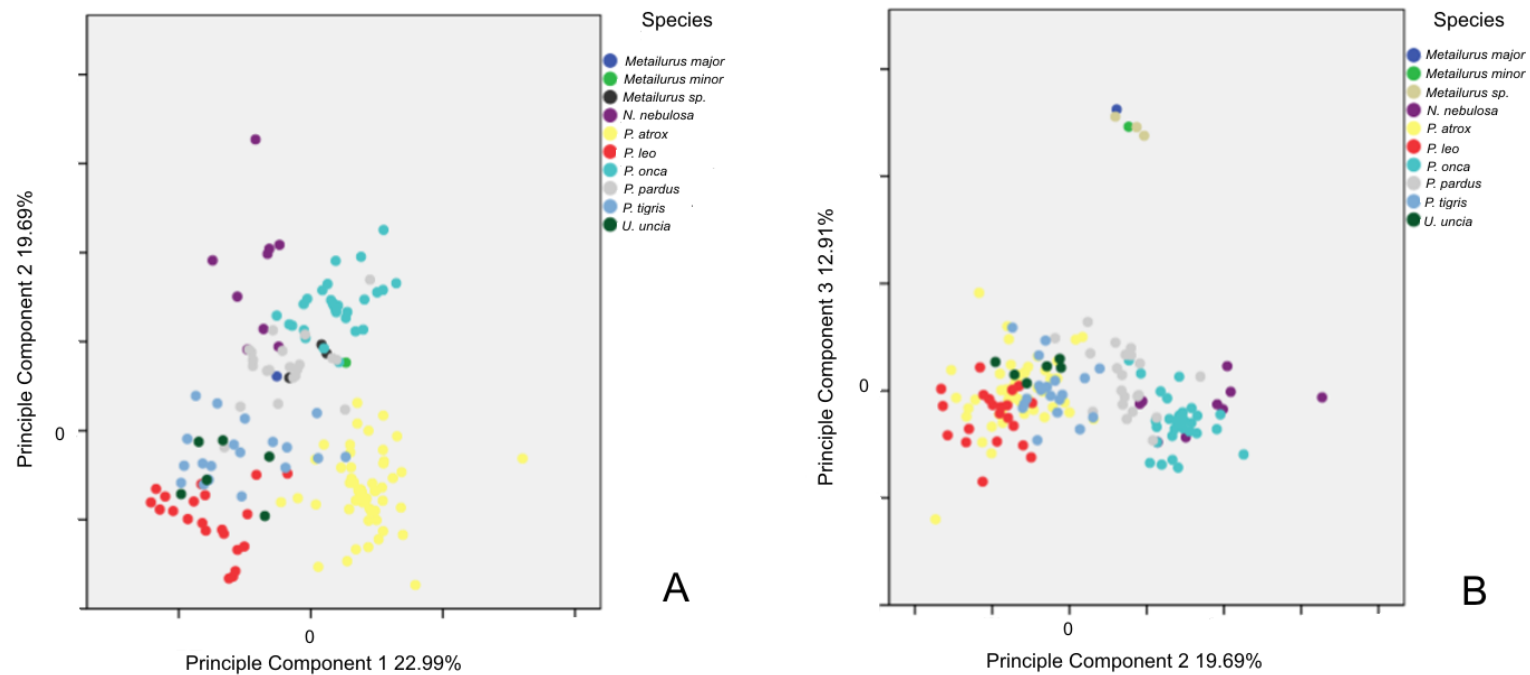 Species
Metailurus major
Metailurus minor
Metailurus sp.
N. nebulosa
P. atrox
P. leo
P. onca
P. pardus
P. tigris
U. uncia
Principle Component 2 19.69%
0
0
Principle Component 1 22.99%
A
Species
Metailurus major
Metailurus minor
Metailurus sp.
N. nebulosa
P. atrox
P. leo
P. onca
P. pardus
P. tigris
U. uncia
Principle Component 3 12.91%
0
0
Principle Component 2 19.69%
B